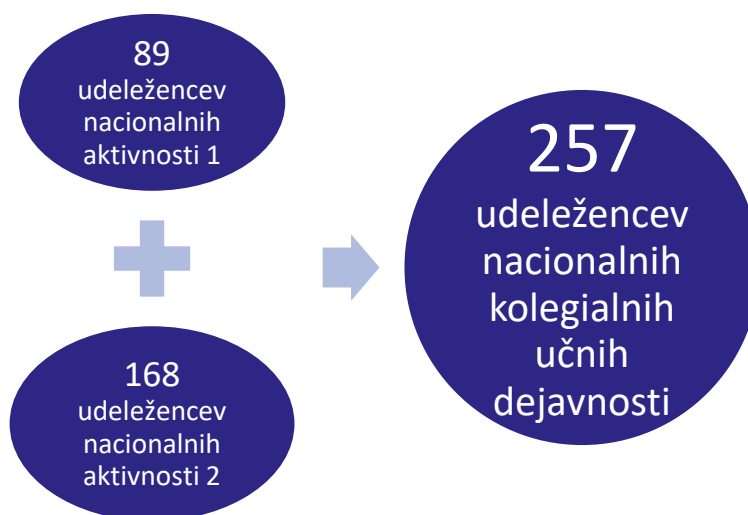 89
udeležencev
nacionalnih
aktivnosti 1
168
udeležencev
nacionalnih
aktivnosti 2
257
udeležencev
nacionalnih
kolegialnih
učnih
dejavnosti